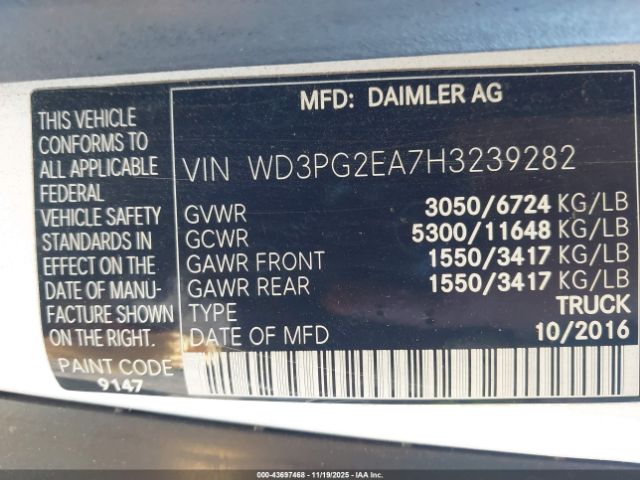 MFD: DAIMLER AG
THIS VEHICLE
CONFORMS TO
ALL APPLICABLE
FEDERAL
VEHICLE SAFETY
STANDARDS IN
EFFECT ON THE
DATE OF MANU-
FACTURE SHOWN
ON THE RIGHT.
PAINT CODE
9147
VIN WD3PG2EA7H3239282
GVWR 3050/6724 KG/LB
GCWR 5300/11648 KG/LB
GAWR FRONT 1550/3417 KG/LB
GAWR REAR 1550/3417 KG/LB
TYPE TRUCK
DATE OF MFD 10/2016
000-43697468 - 11/19/2025 - IAA Inc.